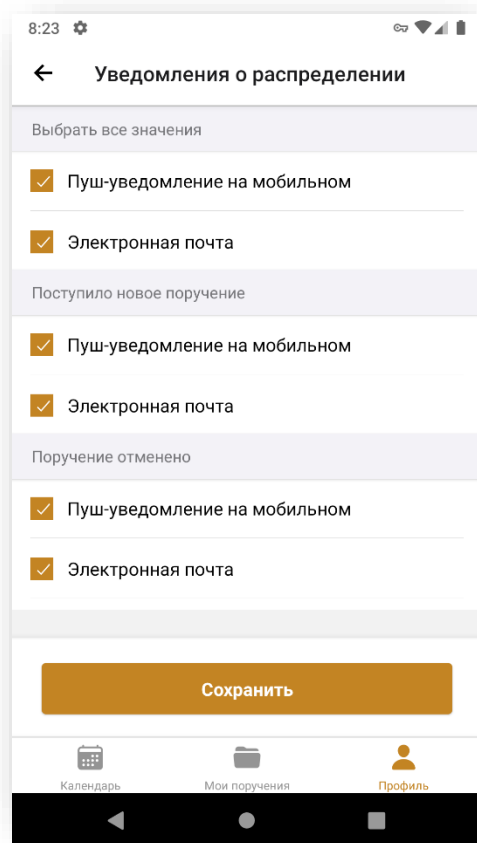 8:23
Уведомления о распределении
Выбрать все значения
Пуш-уведомление на мобильном
Электронная почта
Поступило новое поручение
Пуш-уведомление на мобильном
Электронная почта
Поручение отменено
Пуш-уведомление на мобильном
Электронная почта
Сохранить
Календарь Мои поручения Профиль